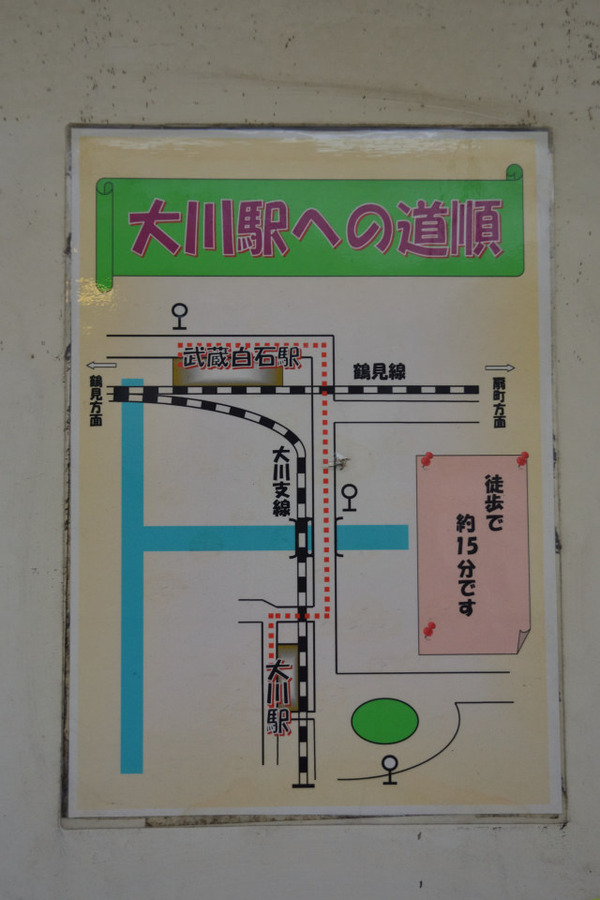 大川駅への道順
武蔵白石駅
鶴見線
鶴見方面
扇町方面
大川支線
徒歩で
約15分です
大川駅